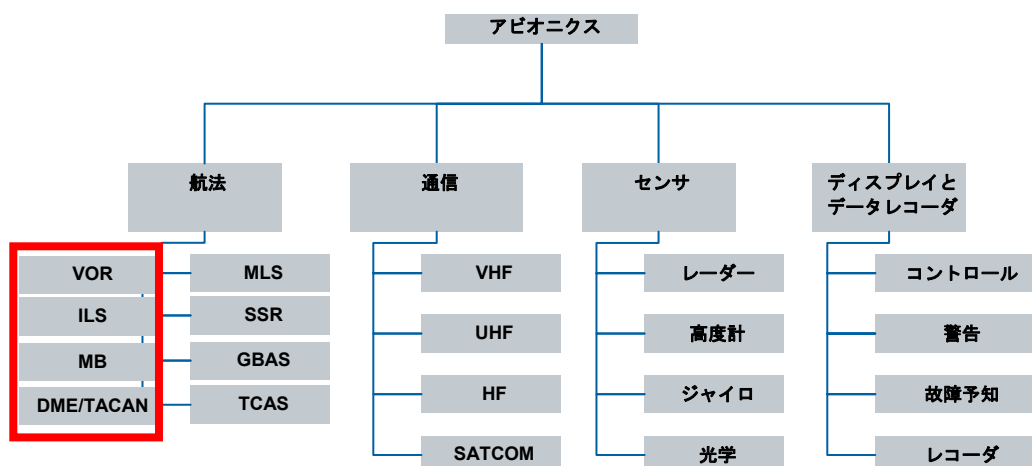 アビオニクス
航法
通信
センサ
ディスプレイと
データレコーダ
VOR
MLS
ILS
SSR
MB
GBAS
DME/TACAN
TCAS
VHF
UHF
HF
SATCOM
レーダー
高度計
ジャイロ
光学
コントロール
警告
故障予知
レコーダ